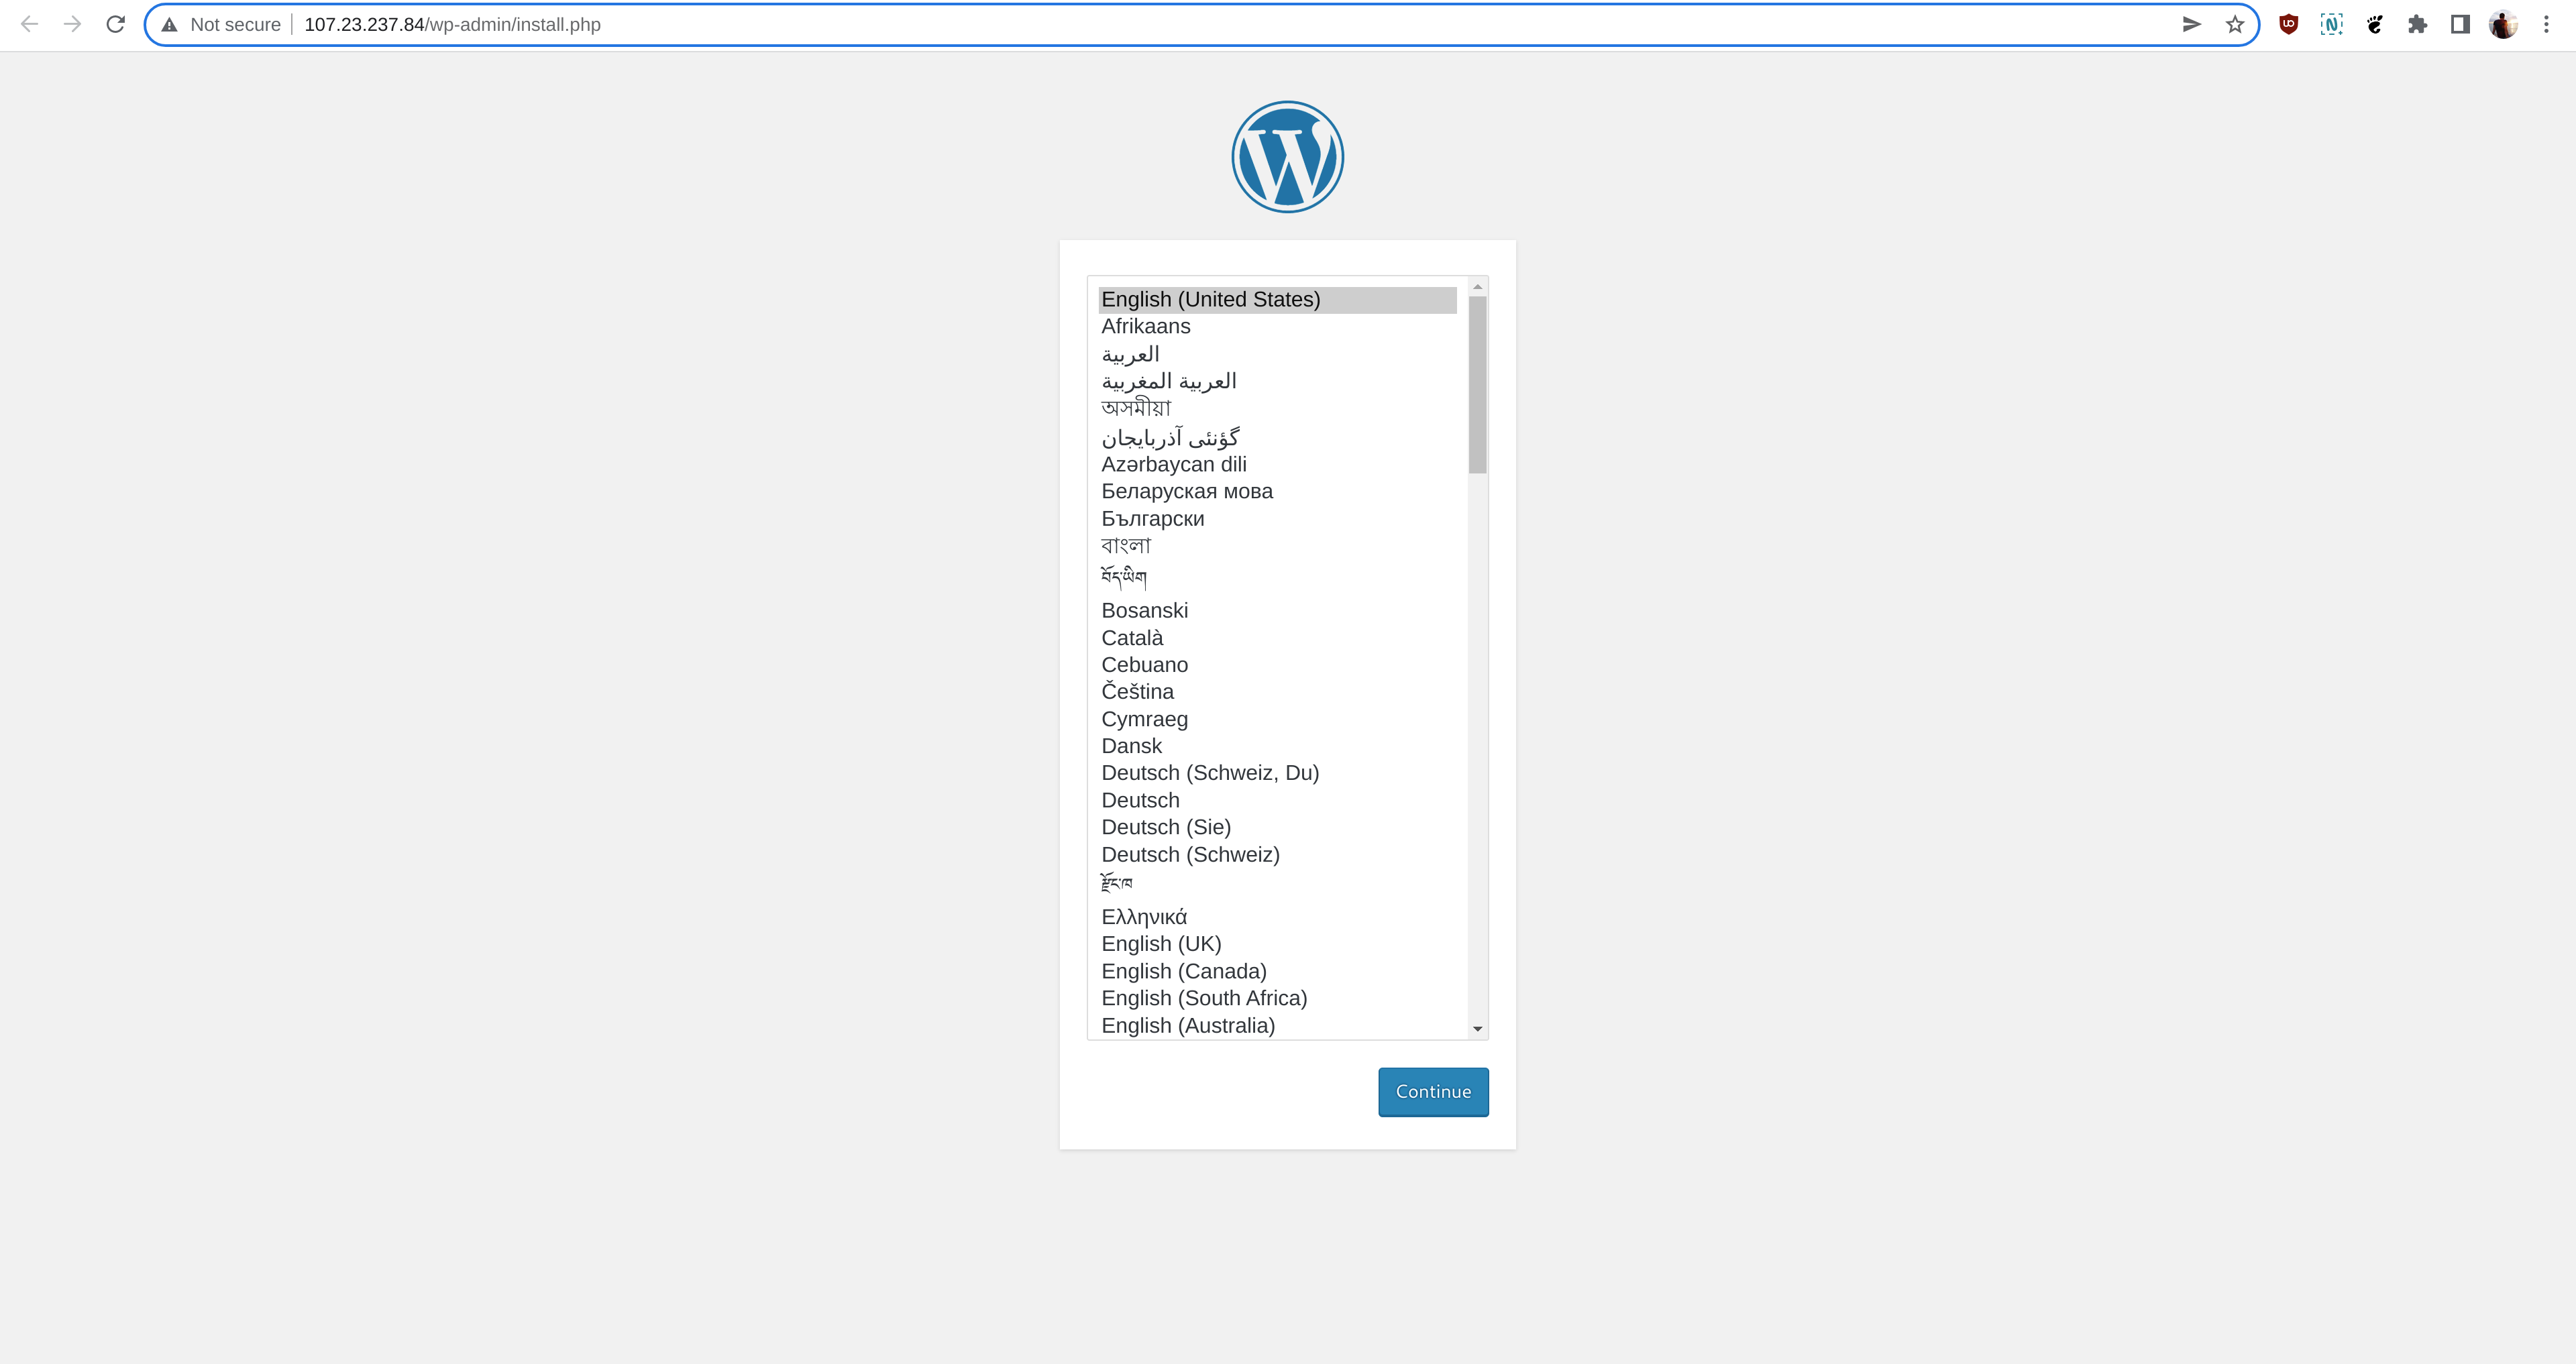 Not secure 107.23.237.84/wp-admin/install.php
English (United States)
Afrikaans
العربية
العربية المغربية
অসমীয়া
گؤنئی آذربایجان
Azərbaycan dili
Беларуская мова
Български
বাংলা
བོད་ཡིག
Bosanski
Català
Cebuano
Čeština
Cymraeg
Dansk
Deutsch (Schweiz, Du)
Deutsch
Deutsch (Sie)
Deutsch (Schweiz)
རྫོང་ཁ
Ελληνικά
English (UK)
English (Canada)
English (South Africa)
English (Australia)
Continue